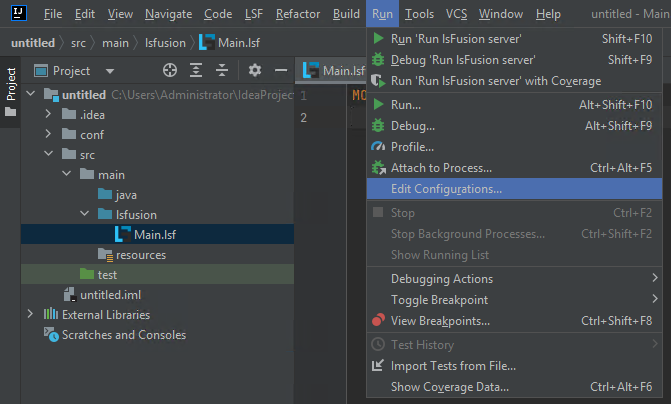 IJ File Edit View Navigate Code LSF Refactor Build Run Tools VCS Window Help untitled - Main
untitled src main lsfusion Main.lsf
Project
Project
Main.lsf
untitled C:\Users\Administrator\IdeaProjec
.idea
conf
src
main
java
lsfusion
Main.lsf
resources
test
untitled.iml
External Libraries
Scratches and Consoles
1 MO
2
Run 'Run lsFusion server' Shift+F10
Debug 'Run lsFusion server' Shift+F9
Run 'Run lsFusion server' with Coverage
Run... Alt+Shift+F10
Debug... Alt+Shift+F9
Profile...
Attach to Process... Ctrl+Alt+F5
Edit Configurations...
Stop Ctrl+F2
Stop Background Processes... Ctrl+Shift+F2
Show Running List
Debugging Actions
Toggle Breakpoint
View Breakpoints... Ctrl+Shift+F8
Test History
Import Tests from File...
Show Coverage Data... Ctrl+Alt+F6